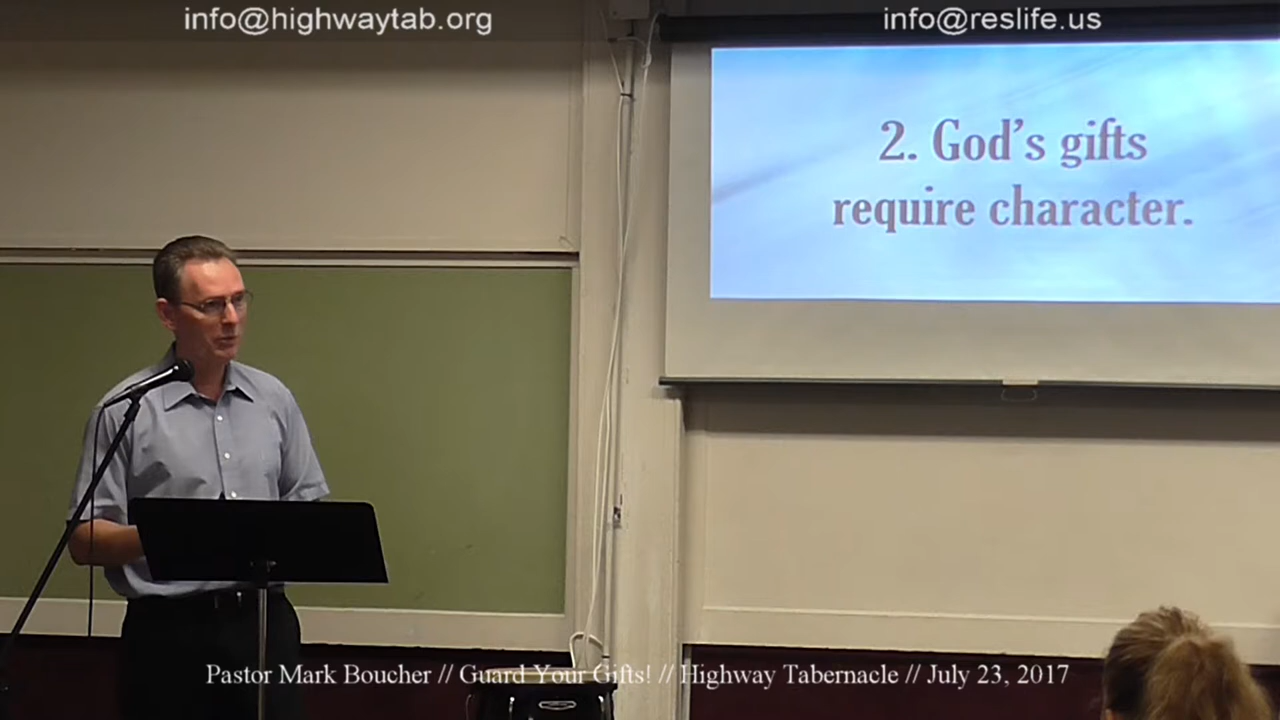 info@highwaytab.org
info@reslife.us
2. God's gifts
require character.
Pastor Mark Boucher // Guard Your Gifts! // Highway Tabernacle // July 23, 2017